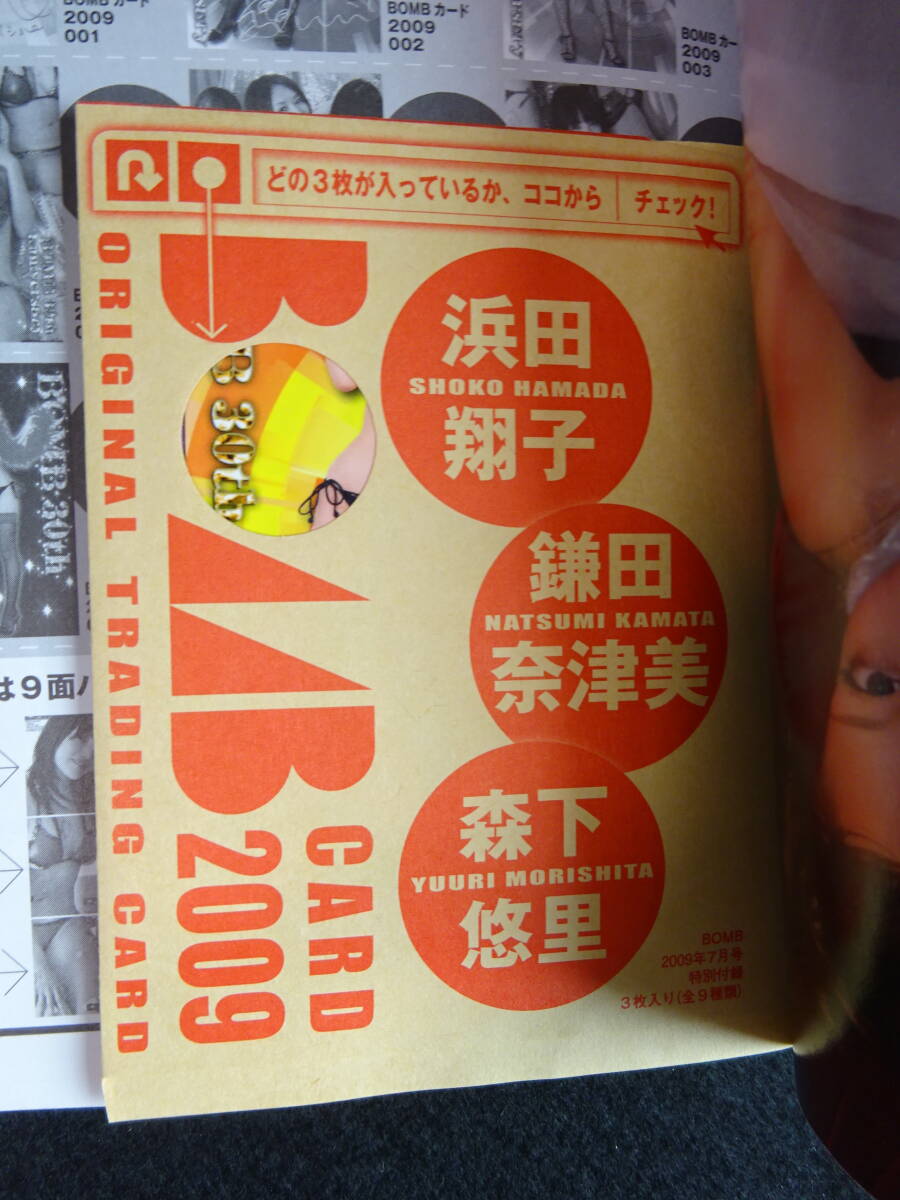 BOMBカード
2009
001
BOMBカード
2009
002
BOMBカー
2009
003
どの3枚が入っているか、ココから
チェック!
BOMB
CARD
2009
ORIGINAL TRADING CARD
B 30th
浜田
SHOKO HAMADA
翔子
鎌田
NATSUMI KAMATA
奈津美
森下
YUURI MORISHITA
悠里
BOMB
2009年7月号
特別付録
3枚入り(全9種類)
BOMB 30th
は9面